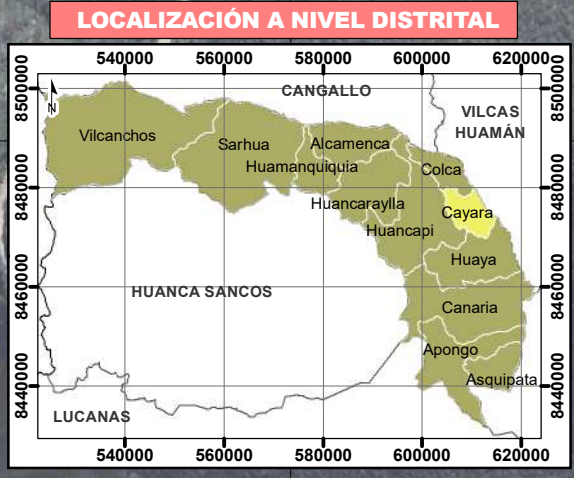 LOCALIZACIÓN A NIVEL DISTRITAL
540000 560000 580000 600000 620000
8500000 8500000
N
CANGALLO
VILCAS
HUAMÁN
Vilcanchos
Sarhua
Alcamenca
Huamanquiquia
Colca
8480000 8480000
Huancaraylla
Cayara
Huancapi
Huaya
8460000 8460000
HUANCA SANCOS
Canaria
Apongo
Asquipata
8440000 8440000
LUCANAS
540000 560000 580000 600000 620000